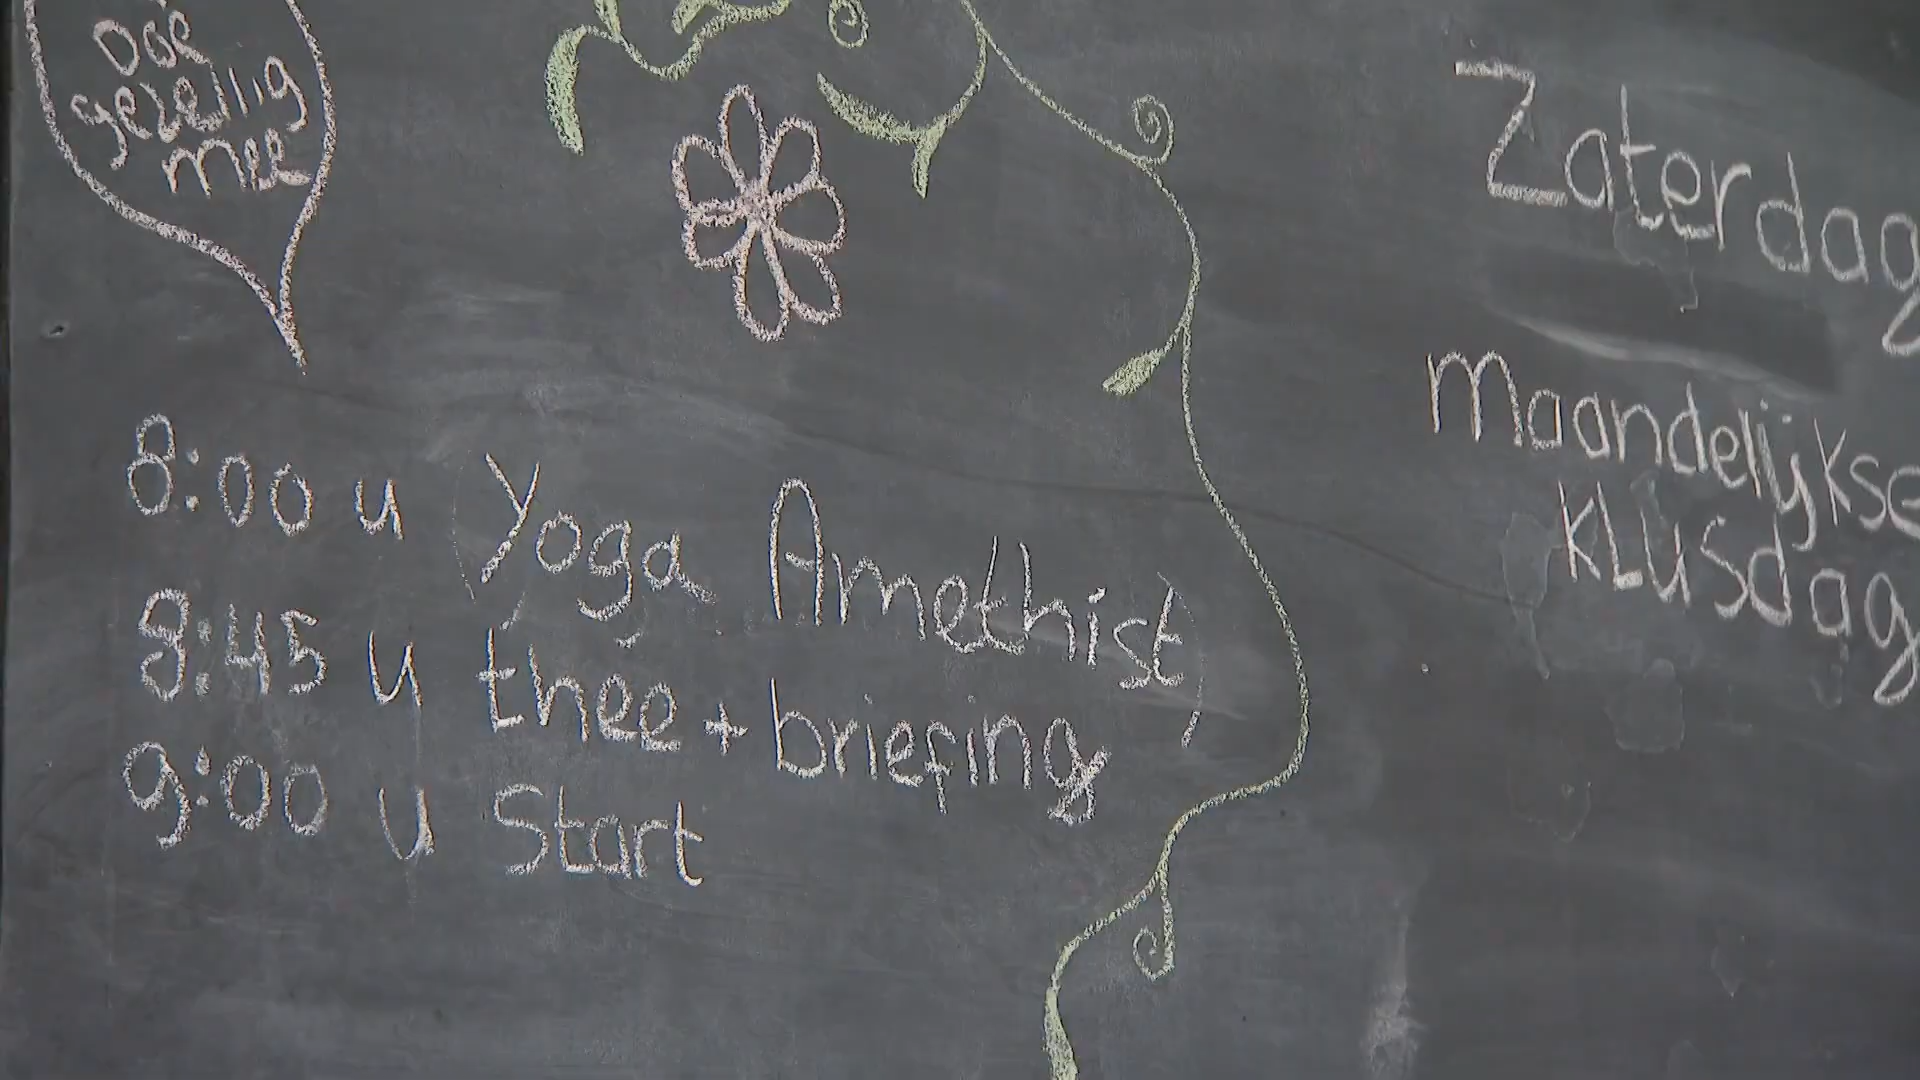 Doe
gezellig
mee
8:00 u Yoga Amethist
8:45 u thee + briefing
9:00 u Start
Zaterdag
maandelijkse
KLusdag